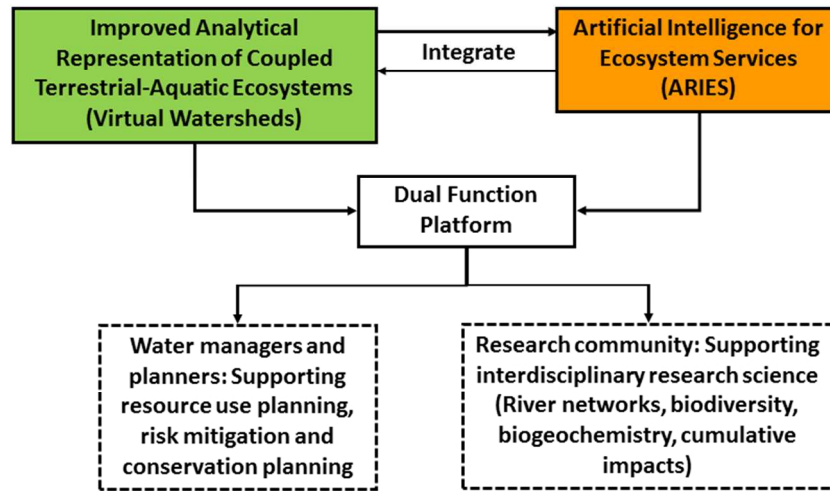 Improved Analytical
Representation of Coupled
Terrestrial-Aquatic Ecosystems
(Virtual Watersheds)
Integrate
Artificial Intelligence for
Ecosystem Services
(ARIES)
Dual Function
Platform
Water managers and
planners: Supporting
resource use planning,
risk mitigation and
conservation planning
Research community: Supporting
interdisciplinary research science
(River networks, biodiversity,
biogeochemistry, cumulative
impacts)